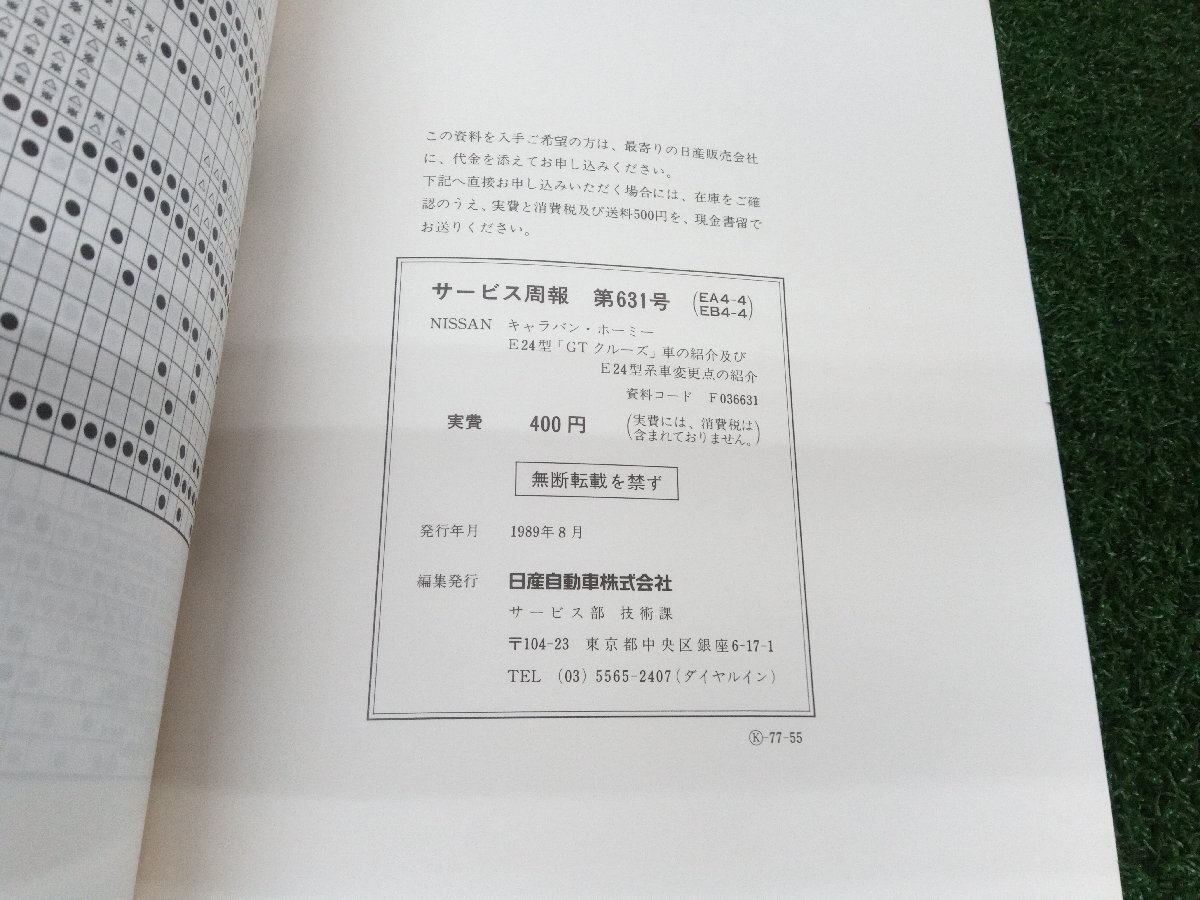 この資料を入手ご希望の方は、最寄りの日産販売会社
に、代金を添えてお申し込みください。
下記へ直接お申し込みいただく場合には、在庫をご確
認のうえ、実費と消費税及び送料500円を、現金書留で
お送りください。
サービス周報 第631号 (EA4-4
EB4-4)
NISSAN キャラバン・ホーミー
E24型「GTクルーズ」車の紹介及び
E24型系車変更点の紹介
資料コード F036631
実費 400円 (実費には、消費税は
含まれておりません。)
無断転載を禁ず
発行年月 1989年8月
編集発行 日産自動車株式会社
サービス部 技術課
〒104-23 東京都中央区銀座6-17-1
TEL (03) 5565-2407(ダイヤルイン)
Ⓚ-77-55